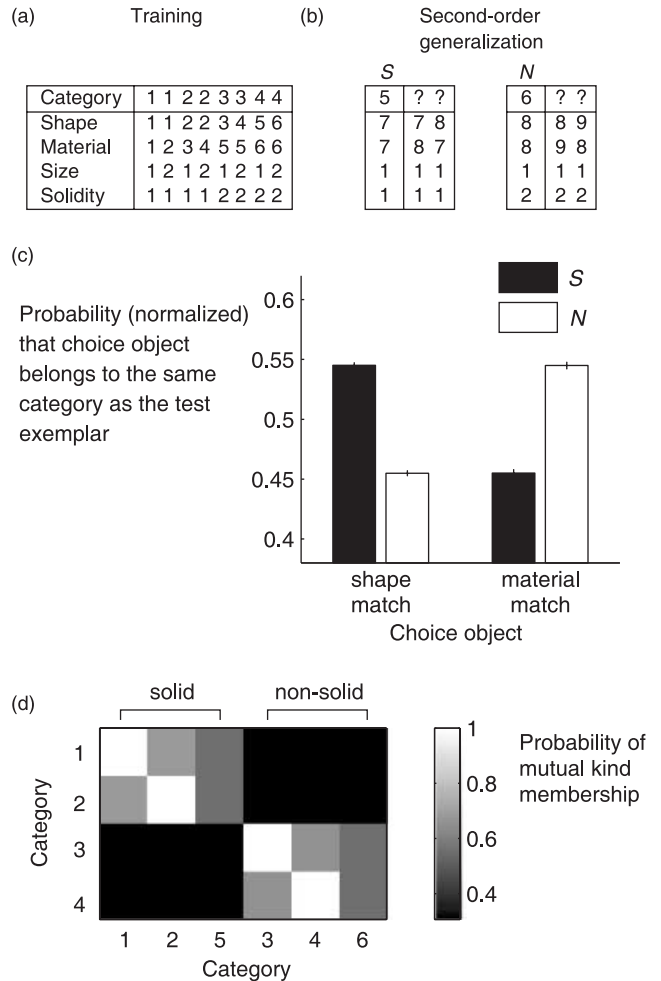 (a) Training
Category 1 1 2 2 3 3 4 4
Shape 1 1 2 2 3 4 5 6
Material 1 2 3 4 5 5 6 6
Size 1 2 1 2 1 2 1 2
Solidity 1 1 1 1 2 2 2 2
(b) Second-order
generalization
S
5 ? ?
7 7 8
7 8 7
1 1 1
1 1 1
N
6 ? ?
8 8 9
8 9 8
1 1 1
2 2 2
(c)
Probability (normalized)
that choice object
belongs to the same
category as the test
exemplar
0.6
0.55
0.5
0.45
0.4
S
N
shape
match
material
match
Choice object
(d)
solid
non-solid
Category
1
2
3
4
1 2 5 3 4 6
Category
1
0.8
0.6
0.4
Probability of
mutual kind
membership